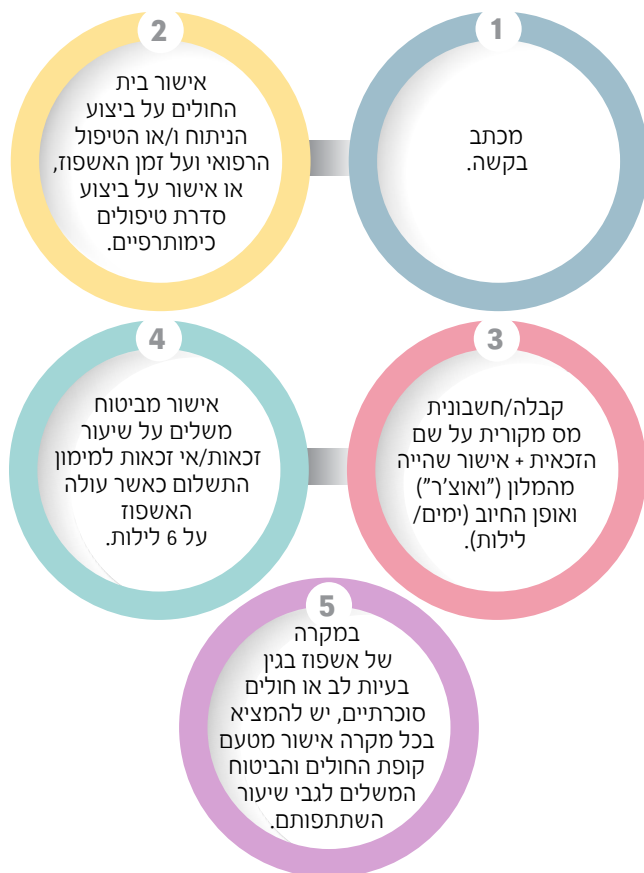 1
מכתב
בקשה.
2
אישור בית
החולים על ביצוע
הניתוח ו/או הטיפול
הרפואי ועל זמן האשפוז,
או אישור על ביצוע
סדרת טיפולים
כימותרפיים.
3
קבלה/חשבונית
מס מקורית על שם
הזכאית + אישור שהייה
מהמלון ("ואוצ'ר")
ואופן החיוב (ימים/
לילות).
4
אישור מביטוח
משלים על שיעור
זכאות/אי זכאות למימון
התשלום כאשר עולה
האשפוז
על 6 לילות.
5
במקרה
של אשפוז בגין
בעיות לב או חולים
סוכרתיים, יש להמציא
בכל מקרה אישור מטעם
קופת החולים והביטוח
המשלים לגבי שיעור
השתתפותם.